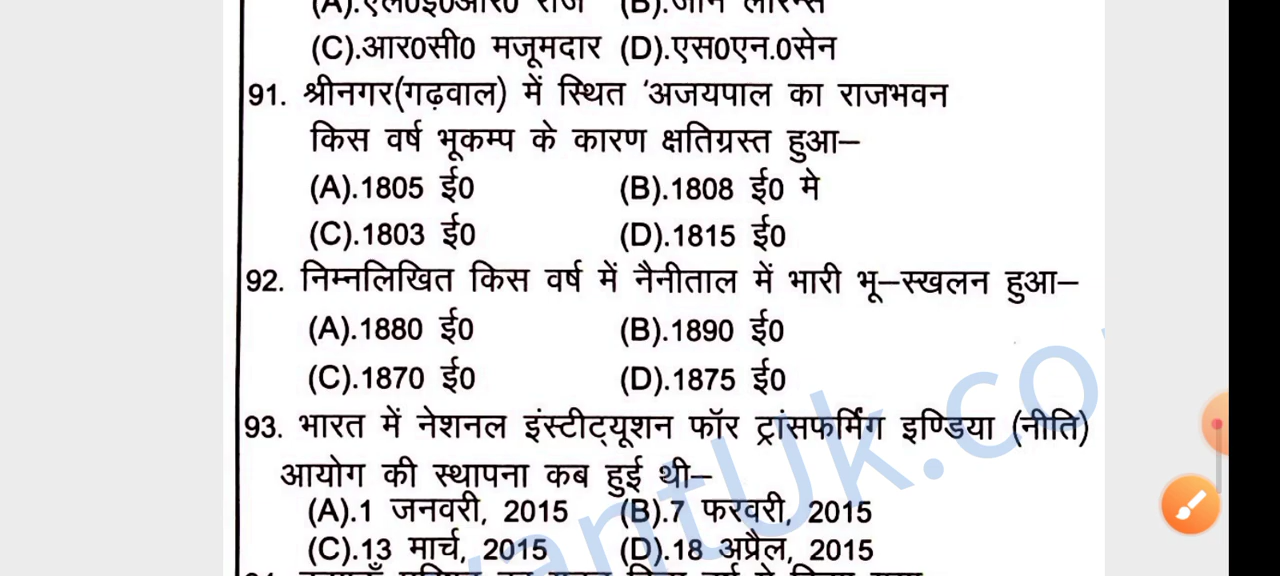 (C).आर0सी0 मजूमदार (D).एस0एन.0सेन
91. श्रीनगर(गढ़वाल) में स्थित 'अजयपाल का राजभवन
किस वर्ष भूकम्प के कारण क्षतिग्रस्त हुआ–
(A).1805 ई0 (B).1808 ई0 मे
(C).1803 ई0 (D).1815 ई0
92. निम्नलिखित किस वर्ष में नैनीताल में भारी भू–स्खलन हुआ–
(A).1880 ई0 (B).1890 ई0
(C).1870 ई0 (D).1875 ई0
93. भारत में नेशनल इंस्टीट्यूशन फॉर ट्रांसफर्मिंग इण्डिया (नीति)
आयोग की स्थापना कब हुई थी–
(A).1 जनवरी, 2015 (B).7 फरवरी, 2015
(C).13 मार्च, 2015 (D).18 अप्रैल, 2015